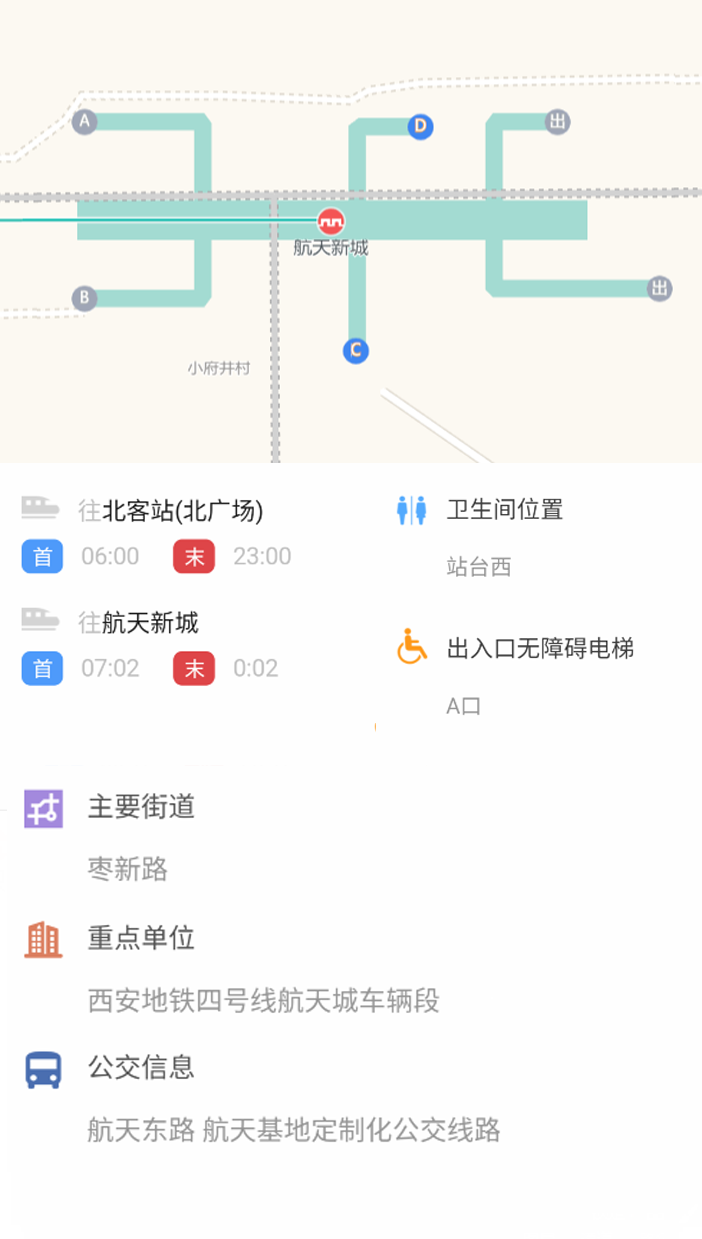 A
D
出
航天新城
B
出
C
小府井村
往北客站(北广场)
首 06:00 末 23:00
往航天新城
首 07:02 末 0:02
卫生间位置
站台西
出入口无障碍电梯
A口
主要街道
枣新路
重点单位
西安地铁四号线航天城车辆段
公交信息
航天东路 航天基地定制化公交线路